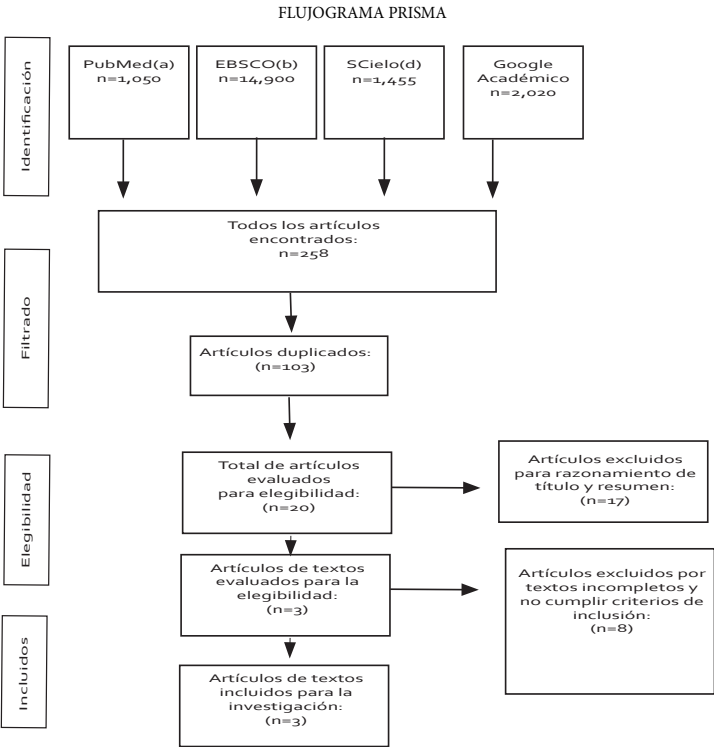 FLUJOGRAMA PRISMA
Identificación
PubMed(a)
n=1,050
EBSCO(b)
n=14,900
SCielo(d)
n=1,455
Google
Académico
n=2,020
Todos los artículos
encontrados:
n=258
Filtrado
Artículos duplicados:
(n=103)
Elegibilidad
Total de artículos
evaluados
para elegibilidad:
(n=20)
Artículos excluidos
para razonamiento de
título y resumen:
(n=17)
Artículos de textos
evaluados para la
elegibilidad:
(n=3)
Artículos excluidos por
textos incompletos y
no cumplir criterios de
inclusión:
(n=8)
Incluidos
Artículos de textos
incluidos para la
investigación:
(n=3)